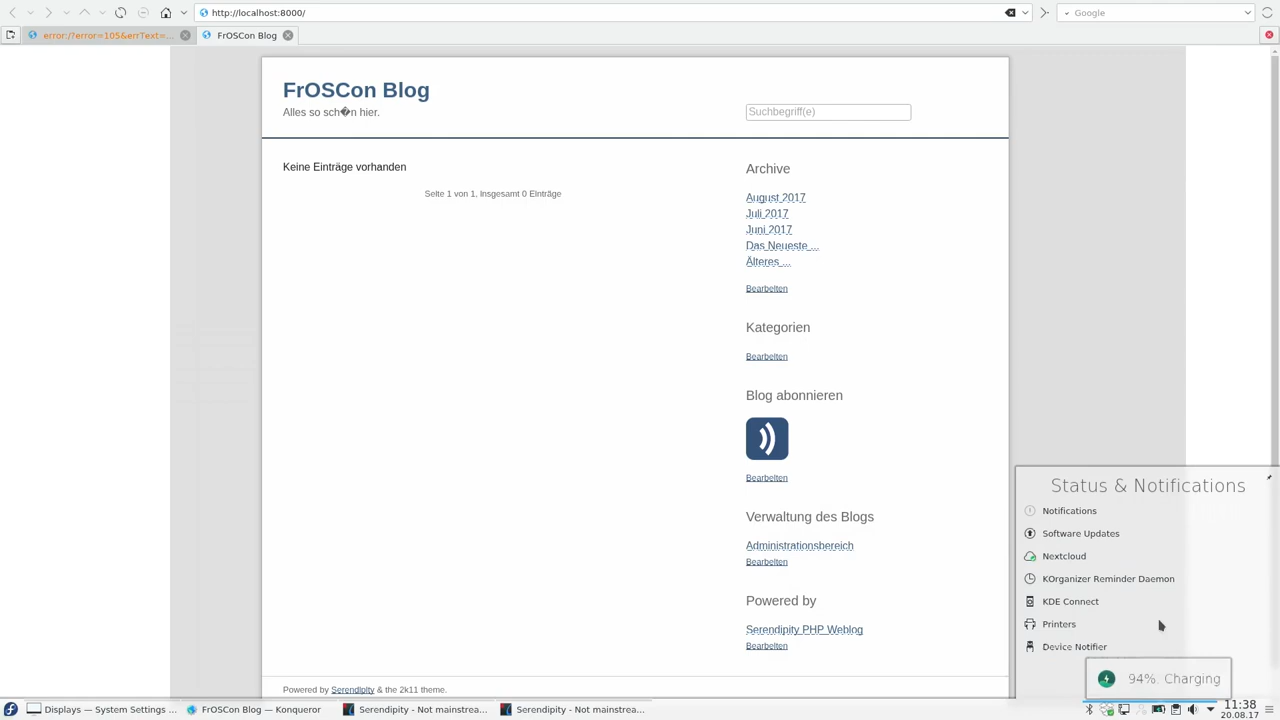 http://localhost:8000/
Google
error:/?error=105&errText=...
FrOSCon Blog
FrOSCon Blog
Alles so sch�n hier.
Suchbegriff(e)
Keine Einträge vorhanden
Seite 1 von 1, insgesamt 0 Einträge
Archive
August 2017
Juli 2017
Juni 2017
Das Neueste ...
Älteres ...
Bearbeiten
Kategorien
Bearbeiten
Blog abonnieren
Bearbeiten
Verwaltung des Blogs
Administrationsbereich
Bearbeiten
Powered by
Serendipity PHP Weblog
Bearbeiten
Powered by Serendipity & the 2k11 theme.
Status & Notifications
Notifications
Software Updates
Nextcloud
KOrganizer Reminder Daemon
KDE Connect
Printers
Device Notifier
94%. Charging
Displays — System Settings ...
FrOSCon Blog — Konqueror
Serendipity - Not mainstrea...
Serendipity - Not mainstrea...
11:38
20.08.17